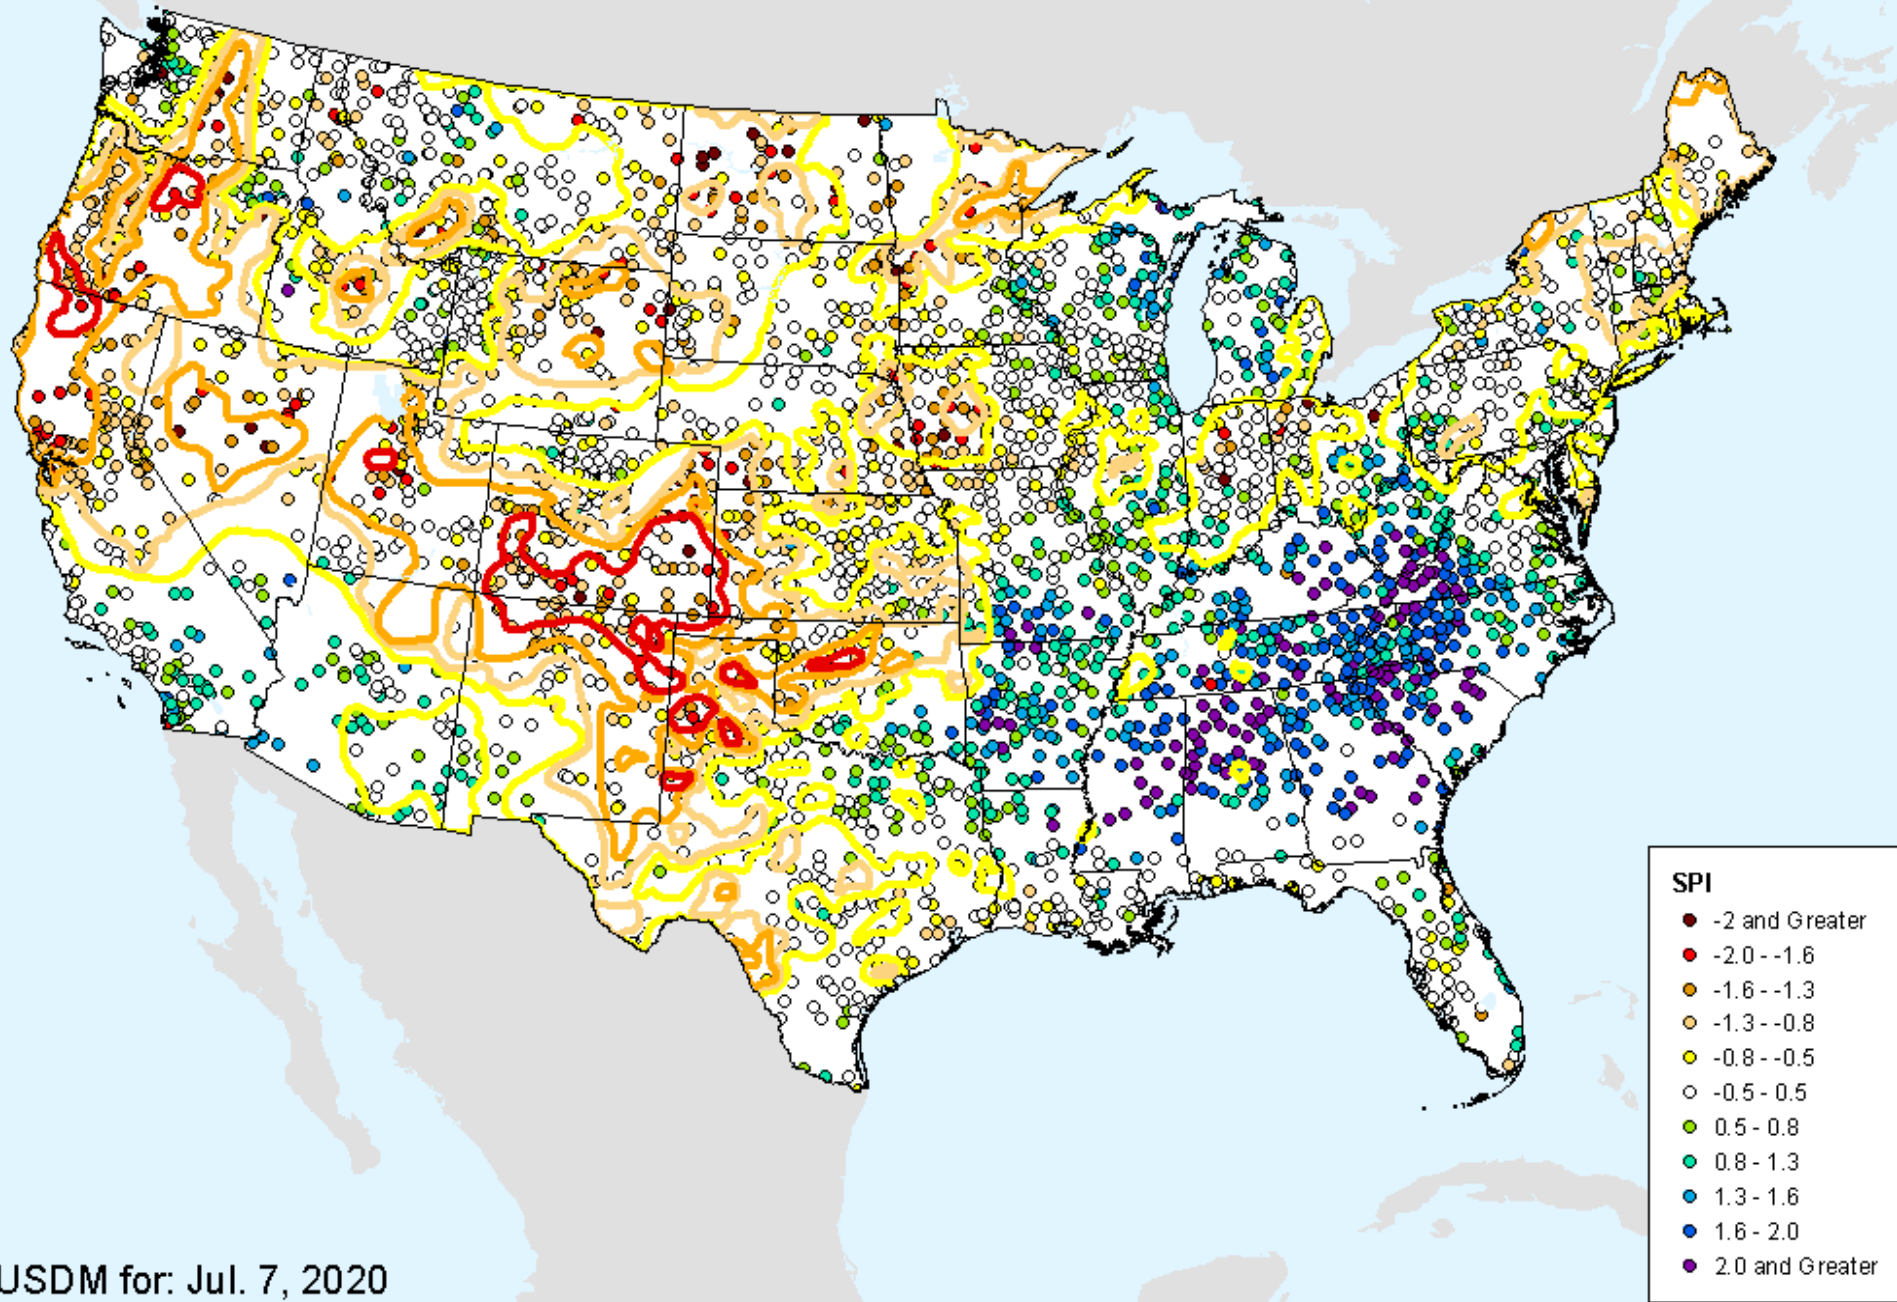 SPI
-2 and Greater
-2.0 - -1.6
-1.6 - -1.3
-1.3 - -0.8
-0.8 - -0.5
-0.5 - 0.5
0.5 - 0.8
0.8 - 1.3
1.3 - 1.6
1.6 - 2.0
2.0 and Greater
USDM for: Jul. 7, 2020